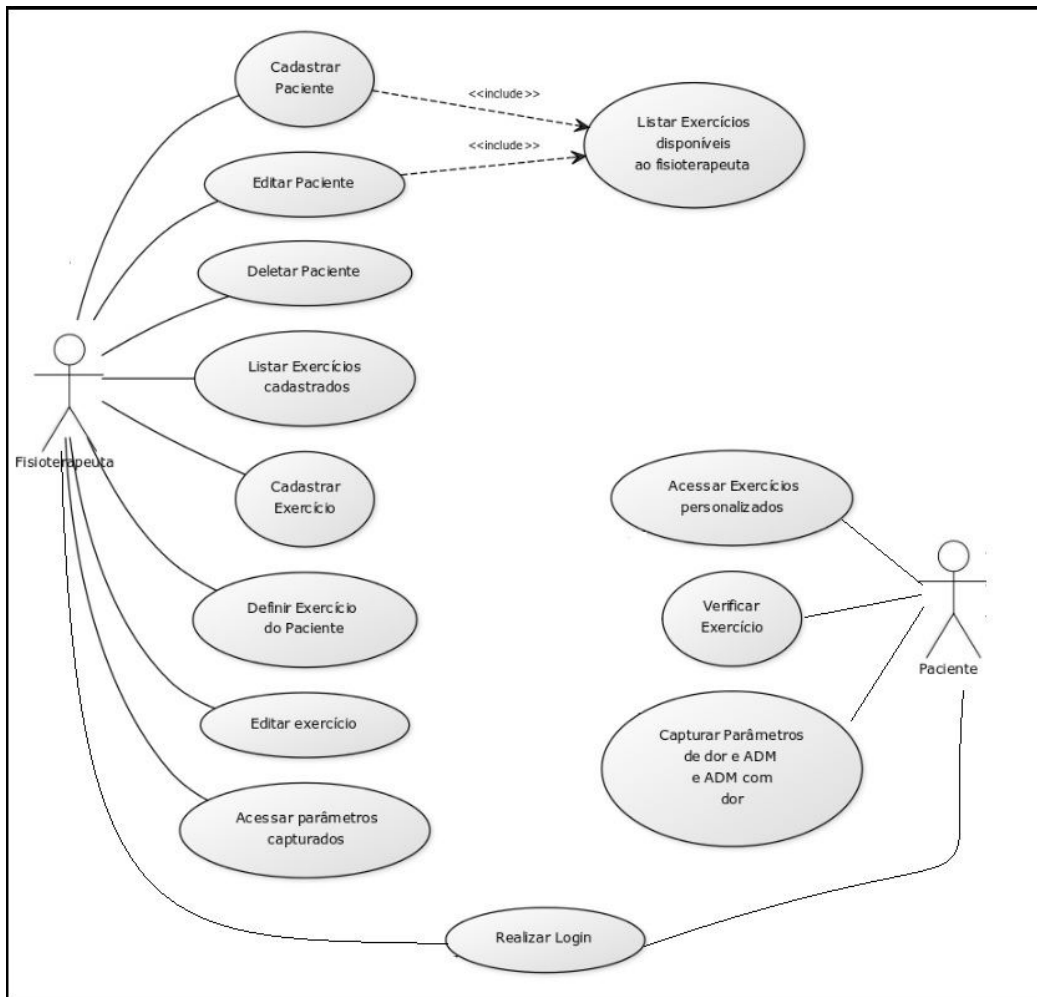 Cadastrar
Paciente
<<include>>
Listar Exercícios
disponíveis
ao fisioterapeuta
<<include>>
Editar Paciente
Deletar Paciente
Listar Exercícios
cadastrados
Fisioterapeuta
Cadastrar
Exercício
Acessar Exercícios
personalizados
Definir Exercício
do Paciente
Verificar
Exercício
Paciente
Editar exercício
Capturar Parâmetros
de dor e ADM
e ADM com
dor
Acessar parâmetros
capturados
Realizar Login